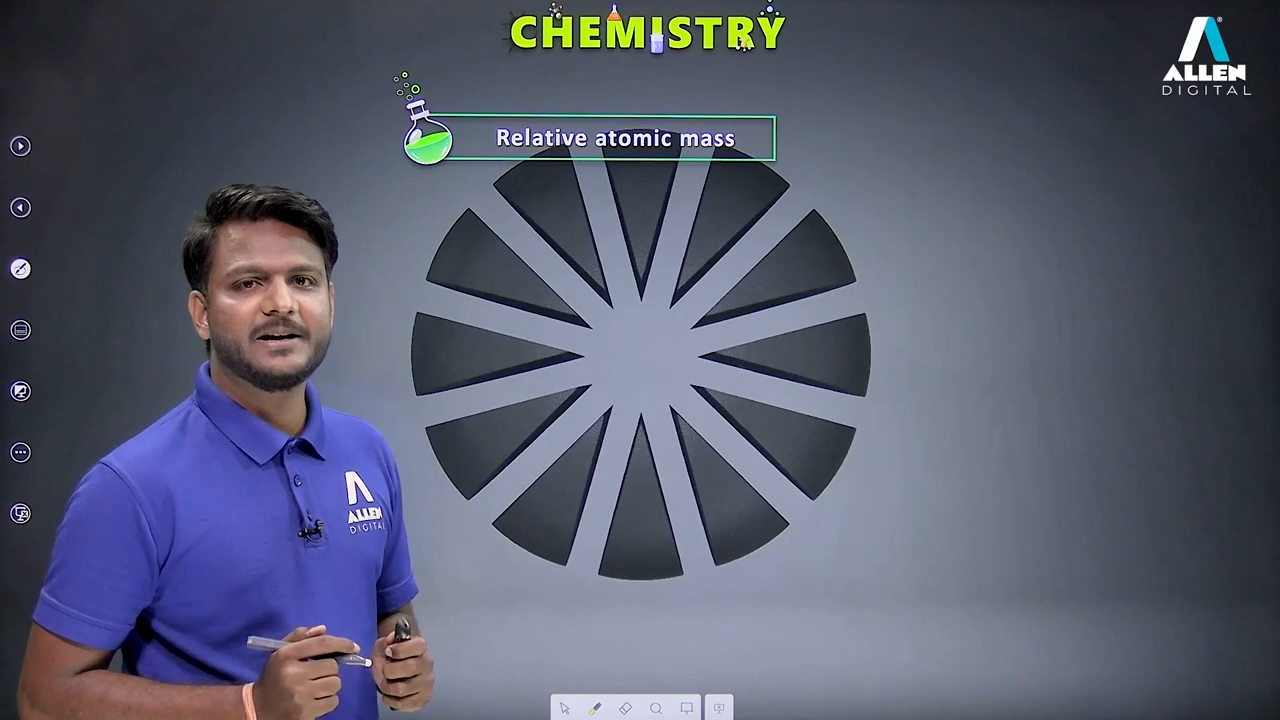 CHEMISTRY
ALLEN
DIGITAL
Relative atomic mass
ALLEN
DIGITAL